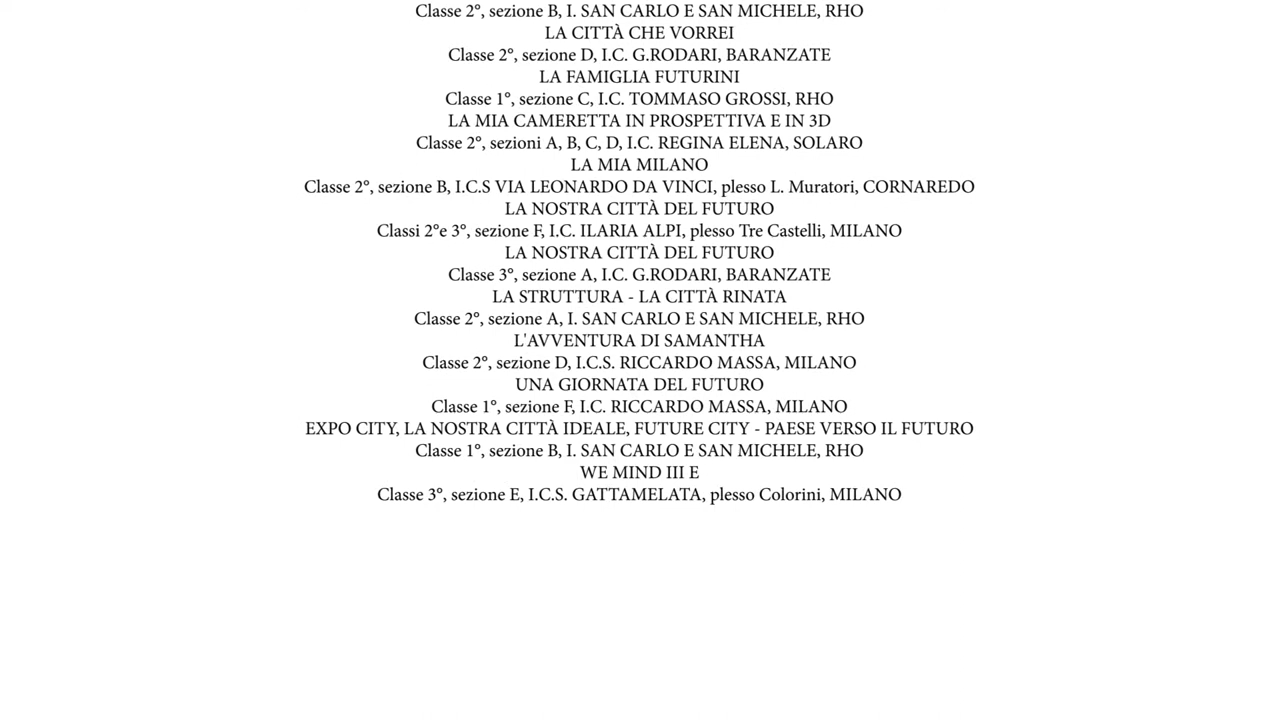 Classe 2°, sezione B, I. SAN CARLO E SAN MICHELE, RHO
LA CITTÀ CHE VORREI
Classe 2°, sezione D, I.C. G.RODARI, BARANZATE
LA FAMIGLIA FUTURINI
Classe 1°, sezione C, I.C. TOMMASO GROSSI, RHO
LA MIA CAMERETTA IN PROSPETTIVA E IN 3D
Classe 2°, sezioni A, B, C, D, I.C. REGINA ELENA, SOLARO
LA MIA MILANO
Classe 2°, sezione B, I.C.S VIA LEONARDO DA VINCI, plesso L. Muratori, CORNAREDO
LA NOSTRA CITTÀ DEL FUTURO
Classi 2°e 3°, sezione F, I.C. ILARIA ALPI, plesso Tre Castelli, MILANO
LA NOSTRA CITTÀ DEL FUTURO
Classe 3°, sezione A, I.C. G.RODARI, BARANZATE
LA STRUTTURA - LA CITTÀ RINATA
Classe 2°, sezione A, I. SAN CARLO E SAN MICHELE, RHO
L'AVVENTURA DI SAMANTHA
Classe 2°, sezione D, I.C.S. RICCARDO MASSA, MILANO
UNA GIORNATA DEL FUTURO
Classe 1°, sezione F, I.C. RICCARDO MASSA, MILANO
EXPO CITY, LA NOSTRA CITTÀ IDEALE, FUTURE CITY - PAESE VERSO IL FUTURO
Classe 1°, sezione B, I. SAN CARLO E SAN MICHELE, RHO
WE MIND III E
Classe 3°, sezione E, I.C.S. GATTAMELATA, plesso Colorini, MILANO